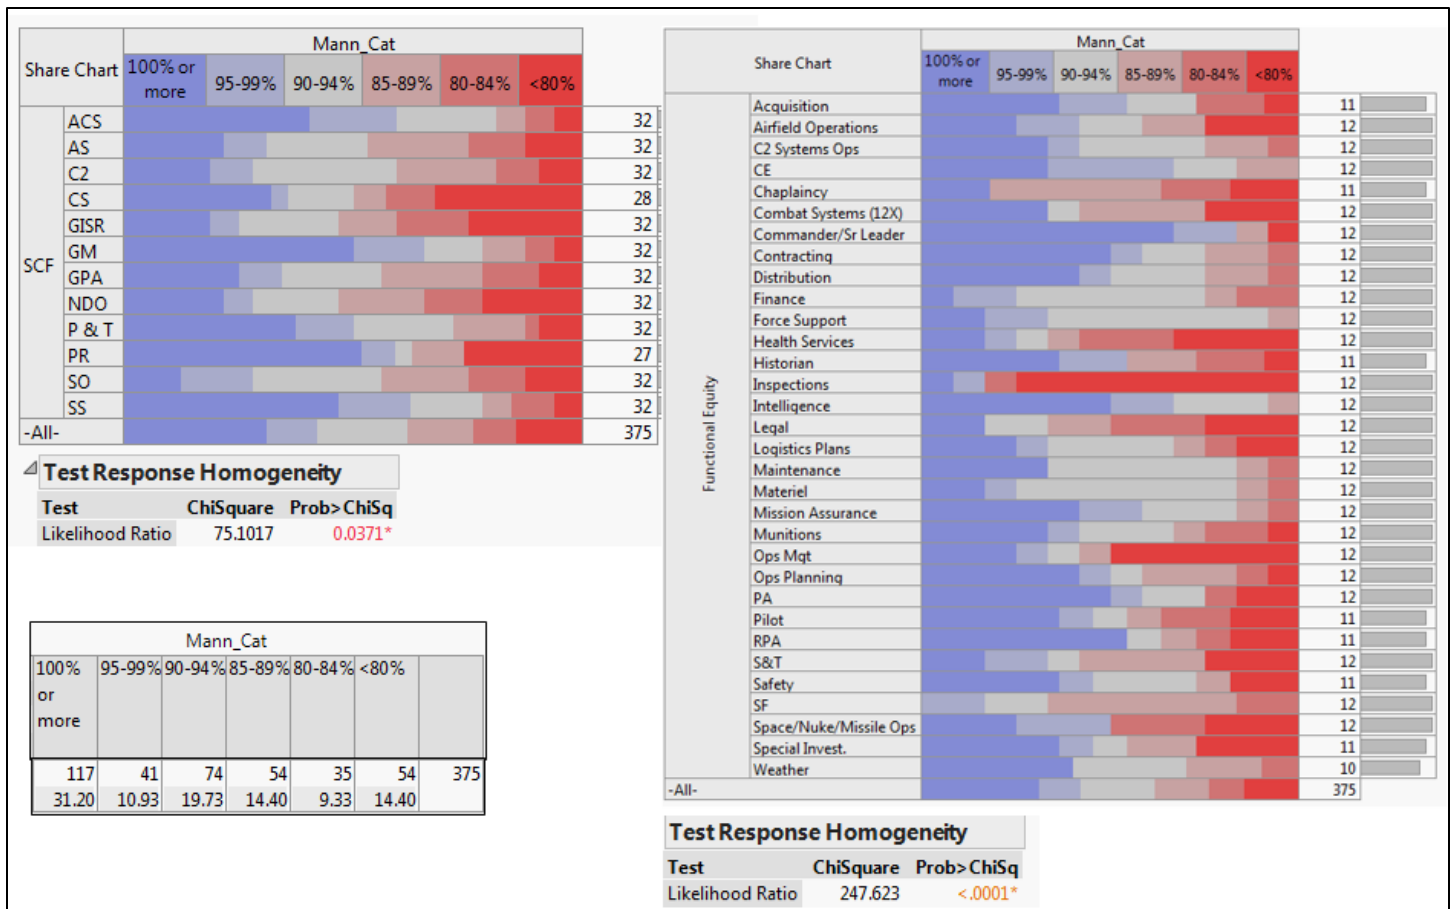 Mann_Cat
Share Chart 100% or more 95-99% 90-94% 85-89% 80-84% <80%
SCF
ACS 32
AS 32
C2 32
CS 28
GISR 32
GM 32
GPA 32
NDO 32
P & T 32
PR 27
SO 32
SS 32
-All- 375
Test Response Homogeneity
Test ChiSquare Prob>ChiSq
Likelihood Ratio 75.1017 0.0371*
Mann_Cat
100% or more 95-99% 90-94% 85-89% 80-84% <80%
117 41 74 54 35 54 375
31.20 10.93 19.73 14.40 9.33 14.40
Mann_Cat
Share Chart 100% or more 95-99% 90-94% 85-89% 80-84% <80%
Functional Equity
Acquisition 11
Airfield Operations 12
C2 Systems Ops 12
CE 12
Chaplaincy 11
Combat Systems (12X) 12
Commander/Sr Leader 12
Contracting 12
Distribution 12
Finance 12
Force Support 12
Health Services 12
Historian 11
Inspections 12
Intelligence 12
Legal 12
Logistics Plans 12
Maintenance 12
Materiel 12
Mission Assurance 12
Munitions 12
Ops Mgt 12
Ops Planning 12
PA 12
Pilot 11
RPA 11
S&T 12
Safety 11
SF 12
Space/Nuke/Missile Ops 12
Special Invest. 11
Weather 10
-All- 375
Test Response Homogeneity
Test ChiSquare Prob>ChiSq
Likelihood Ratio 247.623 <.0001*